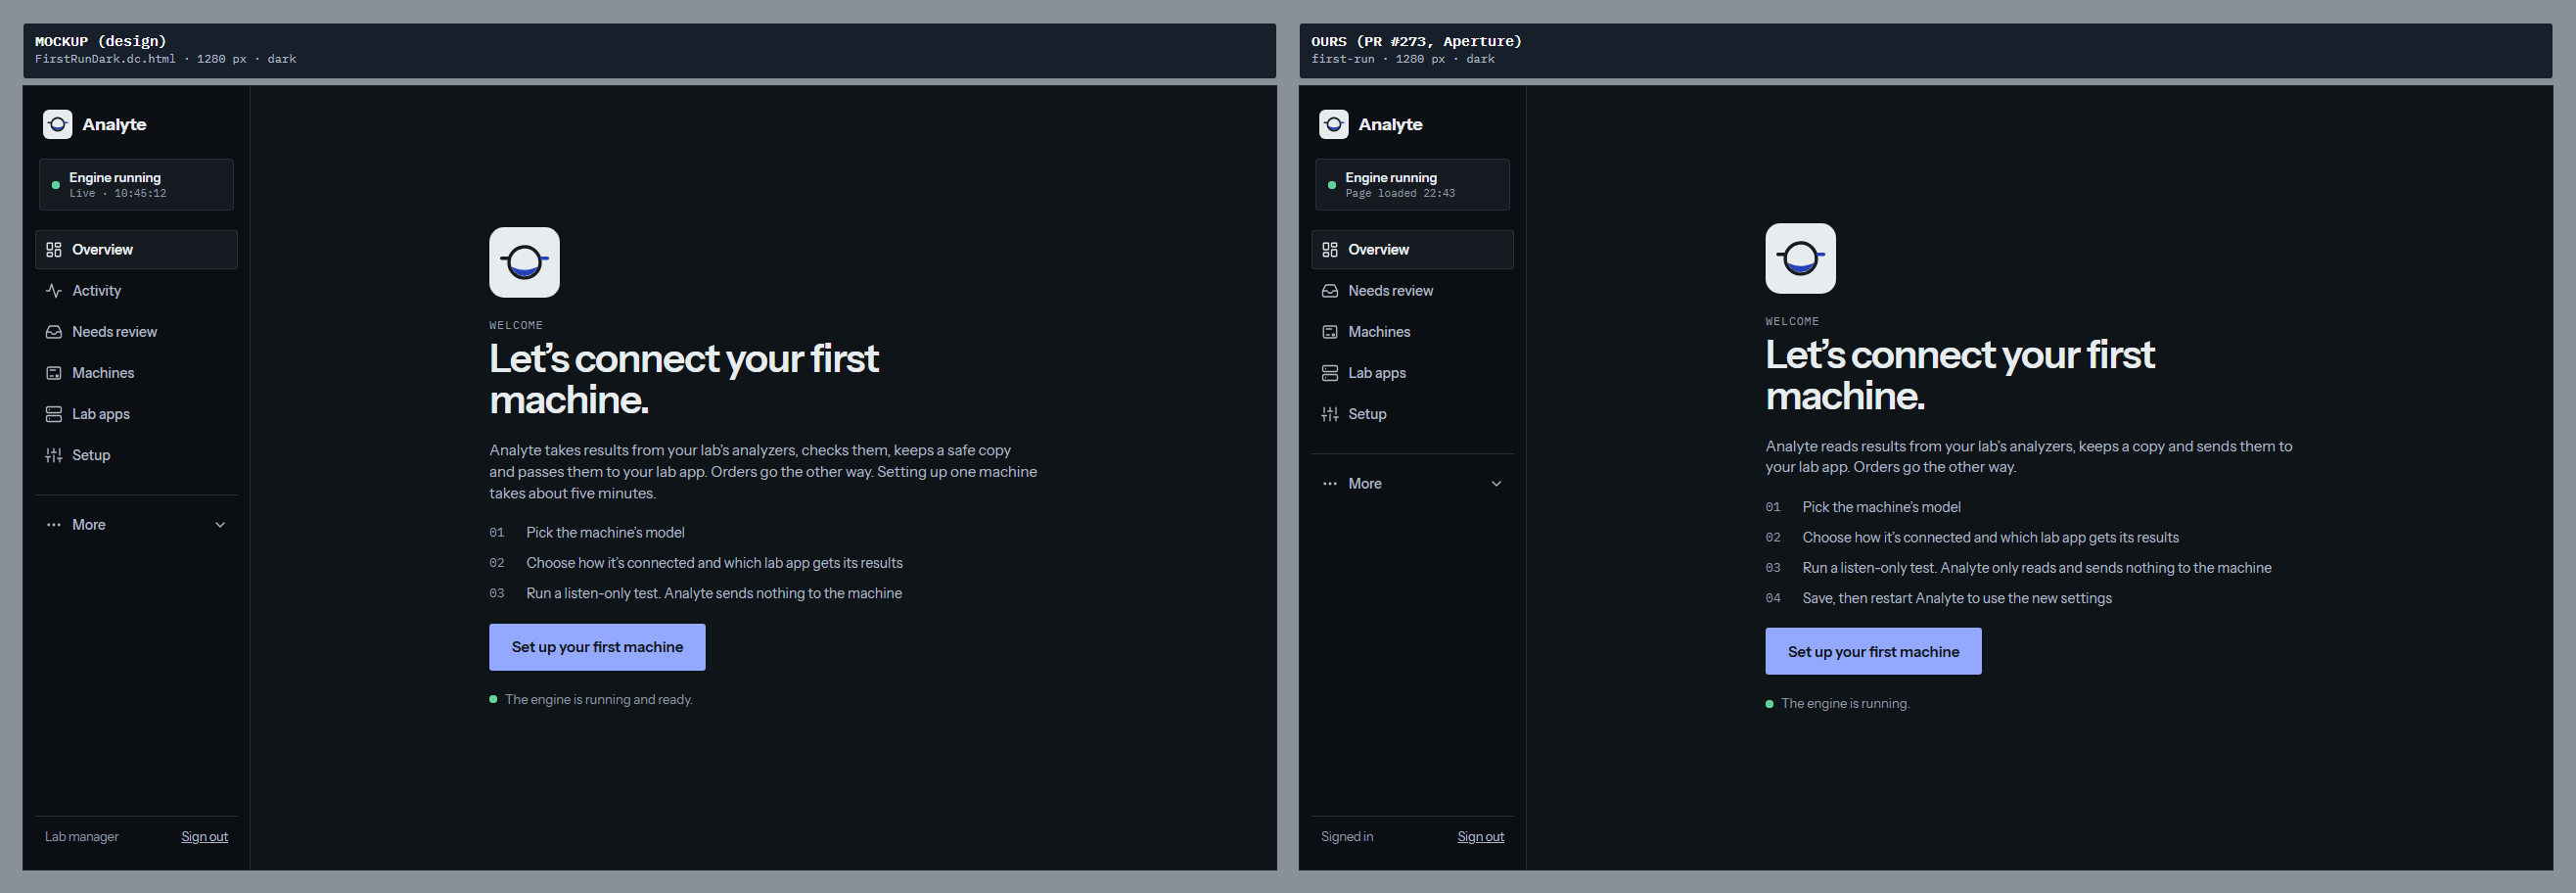 MOCKUP (design)
FirstRunDark.dc.html · 1280 px · dark
Analyte
Engine running
Live · 10:45:12
Overview
Activity
Needs review
Machines
Lab apps
Setup
More
Lab manager
Sign out
WELCOME
Let’s connect your first
machine.
Analyte takes results from your lab’s analyzers, checks them, keeps a safe copy
and passes them to your lab app. Orders go the other way. Setting up one machine
takes about five minutes.
01 Pick the machine’s model
02 Choose how it’s connected and which lab app gets its results
03 Run a listen-only test. Analyte sends nothing to the machine
Set up your first machine
The engine is running and ready.
OURS (PR #273, Aperture)
first-run · 1280 px · dark
Analyte
Engine running
Page loaded 22:43
Overview
Needs review
Machines
Lab apps
Setup
More
Signed in
Sign out
WELCOME
Let’s connect your first
machine.
Analyte reads results from your lab’s analyzers, keeps a copy and sends them to
your lab app. Orders go the other way.
01 Pick the machine’s model
02 Choose how it’s connected and which lab app gets its results
03 Run a listen-only test. Analyte only reads and sends nothing to the machine
04 Save, then restart Analyte to use the new settings
Set up your first machine
The engine is running.